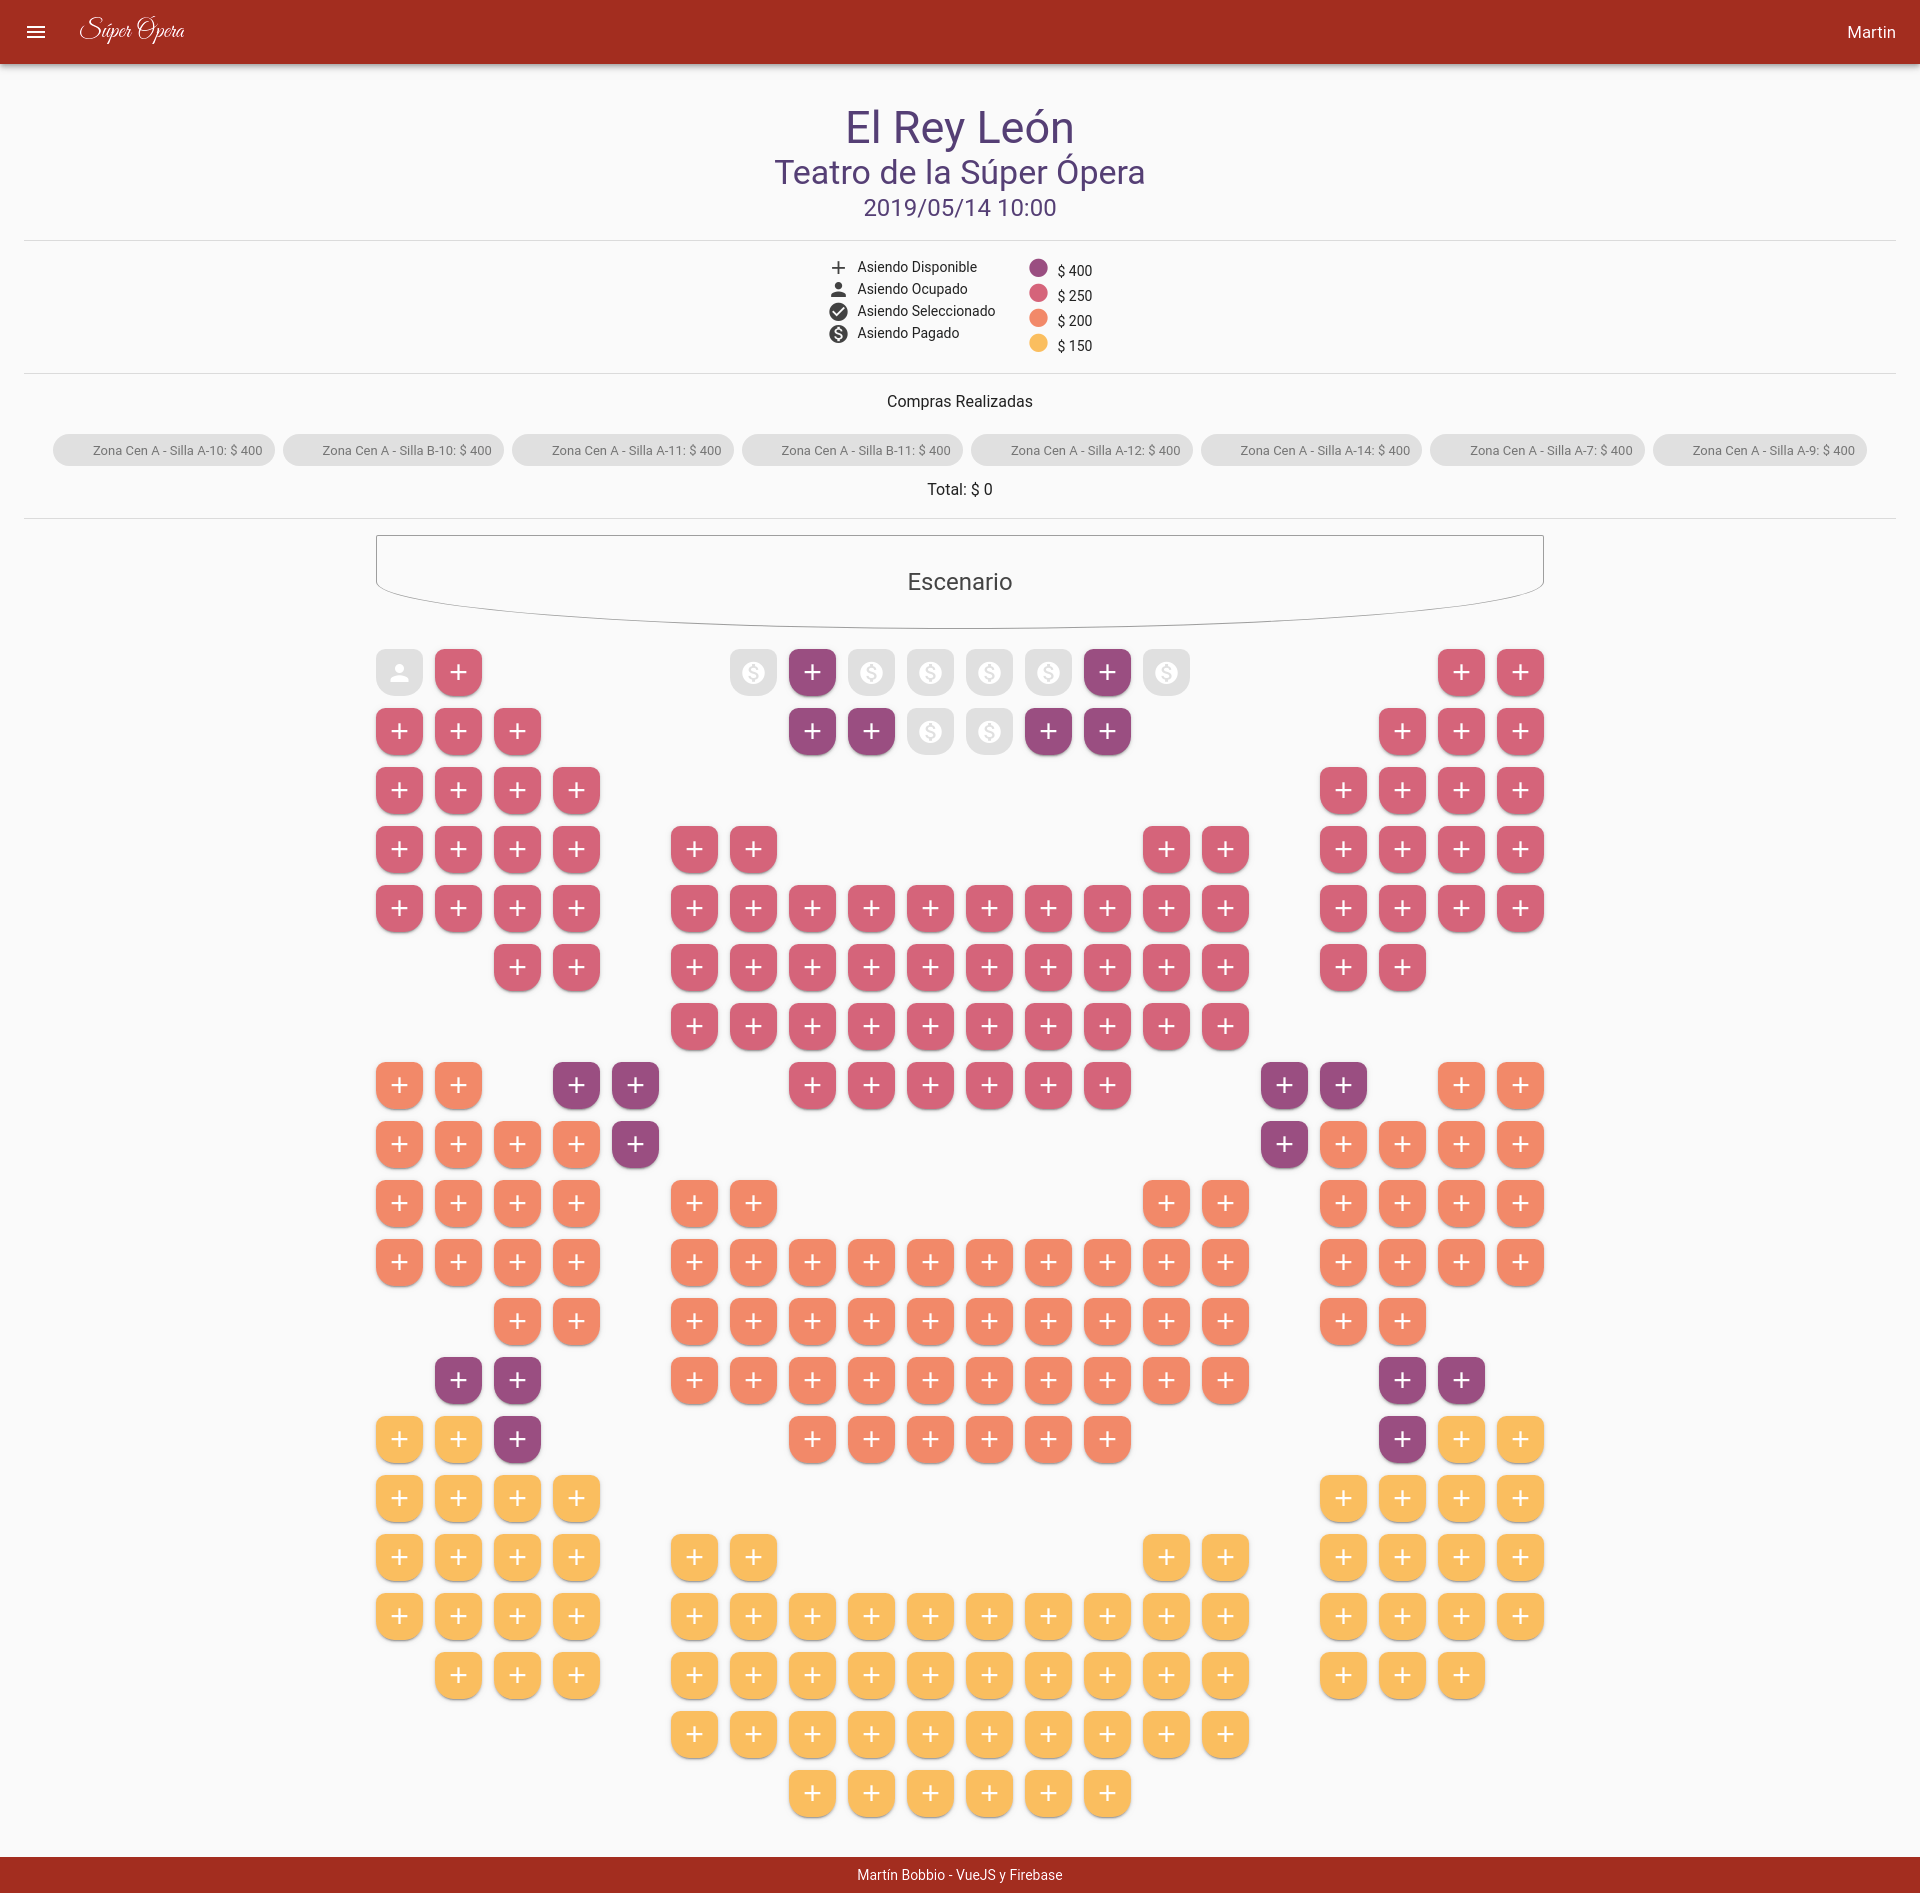 Súper Ópera
Martin
El Rey León
Teatro de la Súper Ópera
2019/05/14 10:00
Asiendo Disponible
Asiendo Ocupado
Asiendo Seleccionado
Asiendo Pagado
$ 400
$ 250
$ 200
$ 150
Compras Realizadas
Zona Cen A - Silla A-10: $ 400
Zona Cen A - Silla B-10: $ 400
Zona Cen A - Silla A-11: $ 400
Zona Cen A - Silla B-11: $ 400
Zona Cen A - Silla A-12: $ 400
Zona Cen A - Silla A-14: $ 400
Zona Cen A - Silla A-7: $ 400
Zona Cen A - Silla A-9: $ 400
Total: $ 0
Escenario
Martín Bobbio - VueJS y Firebase